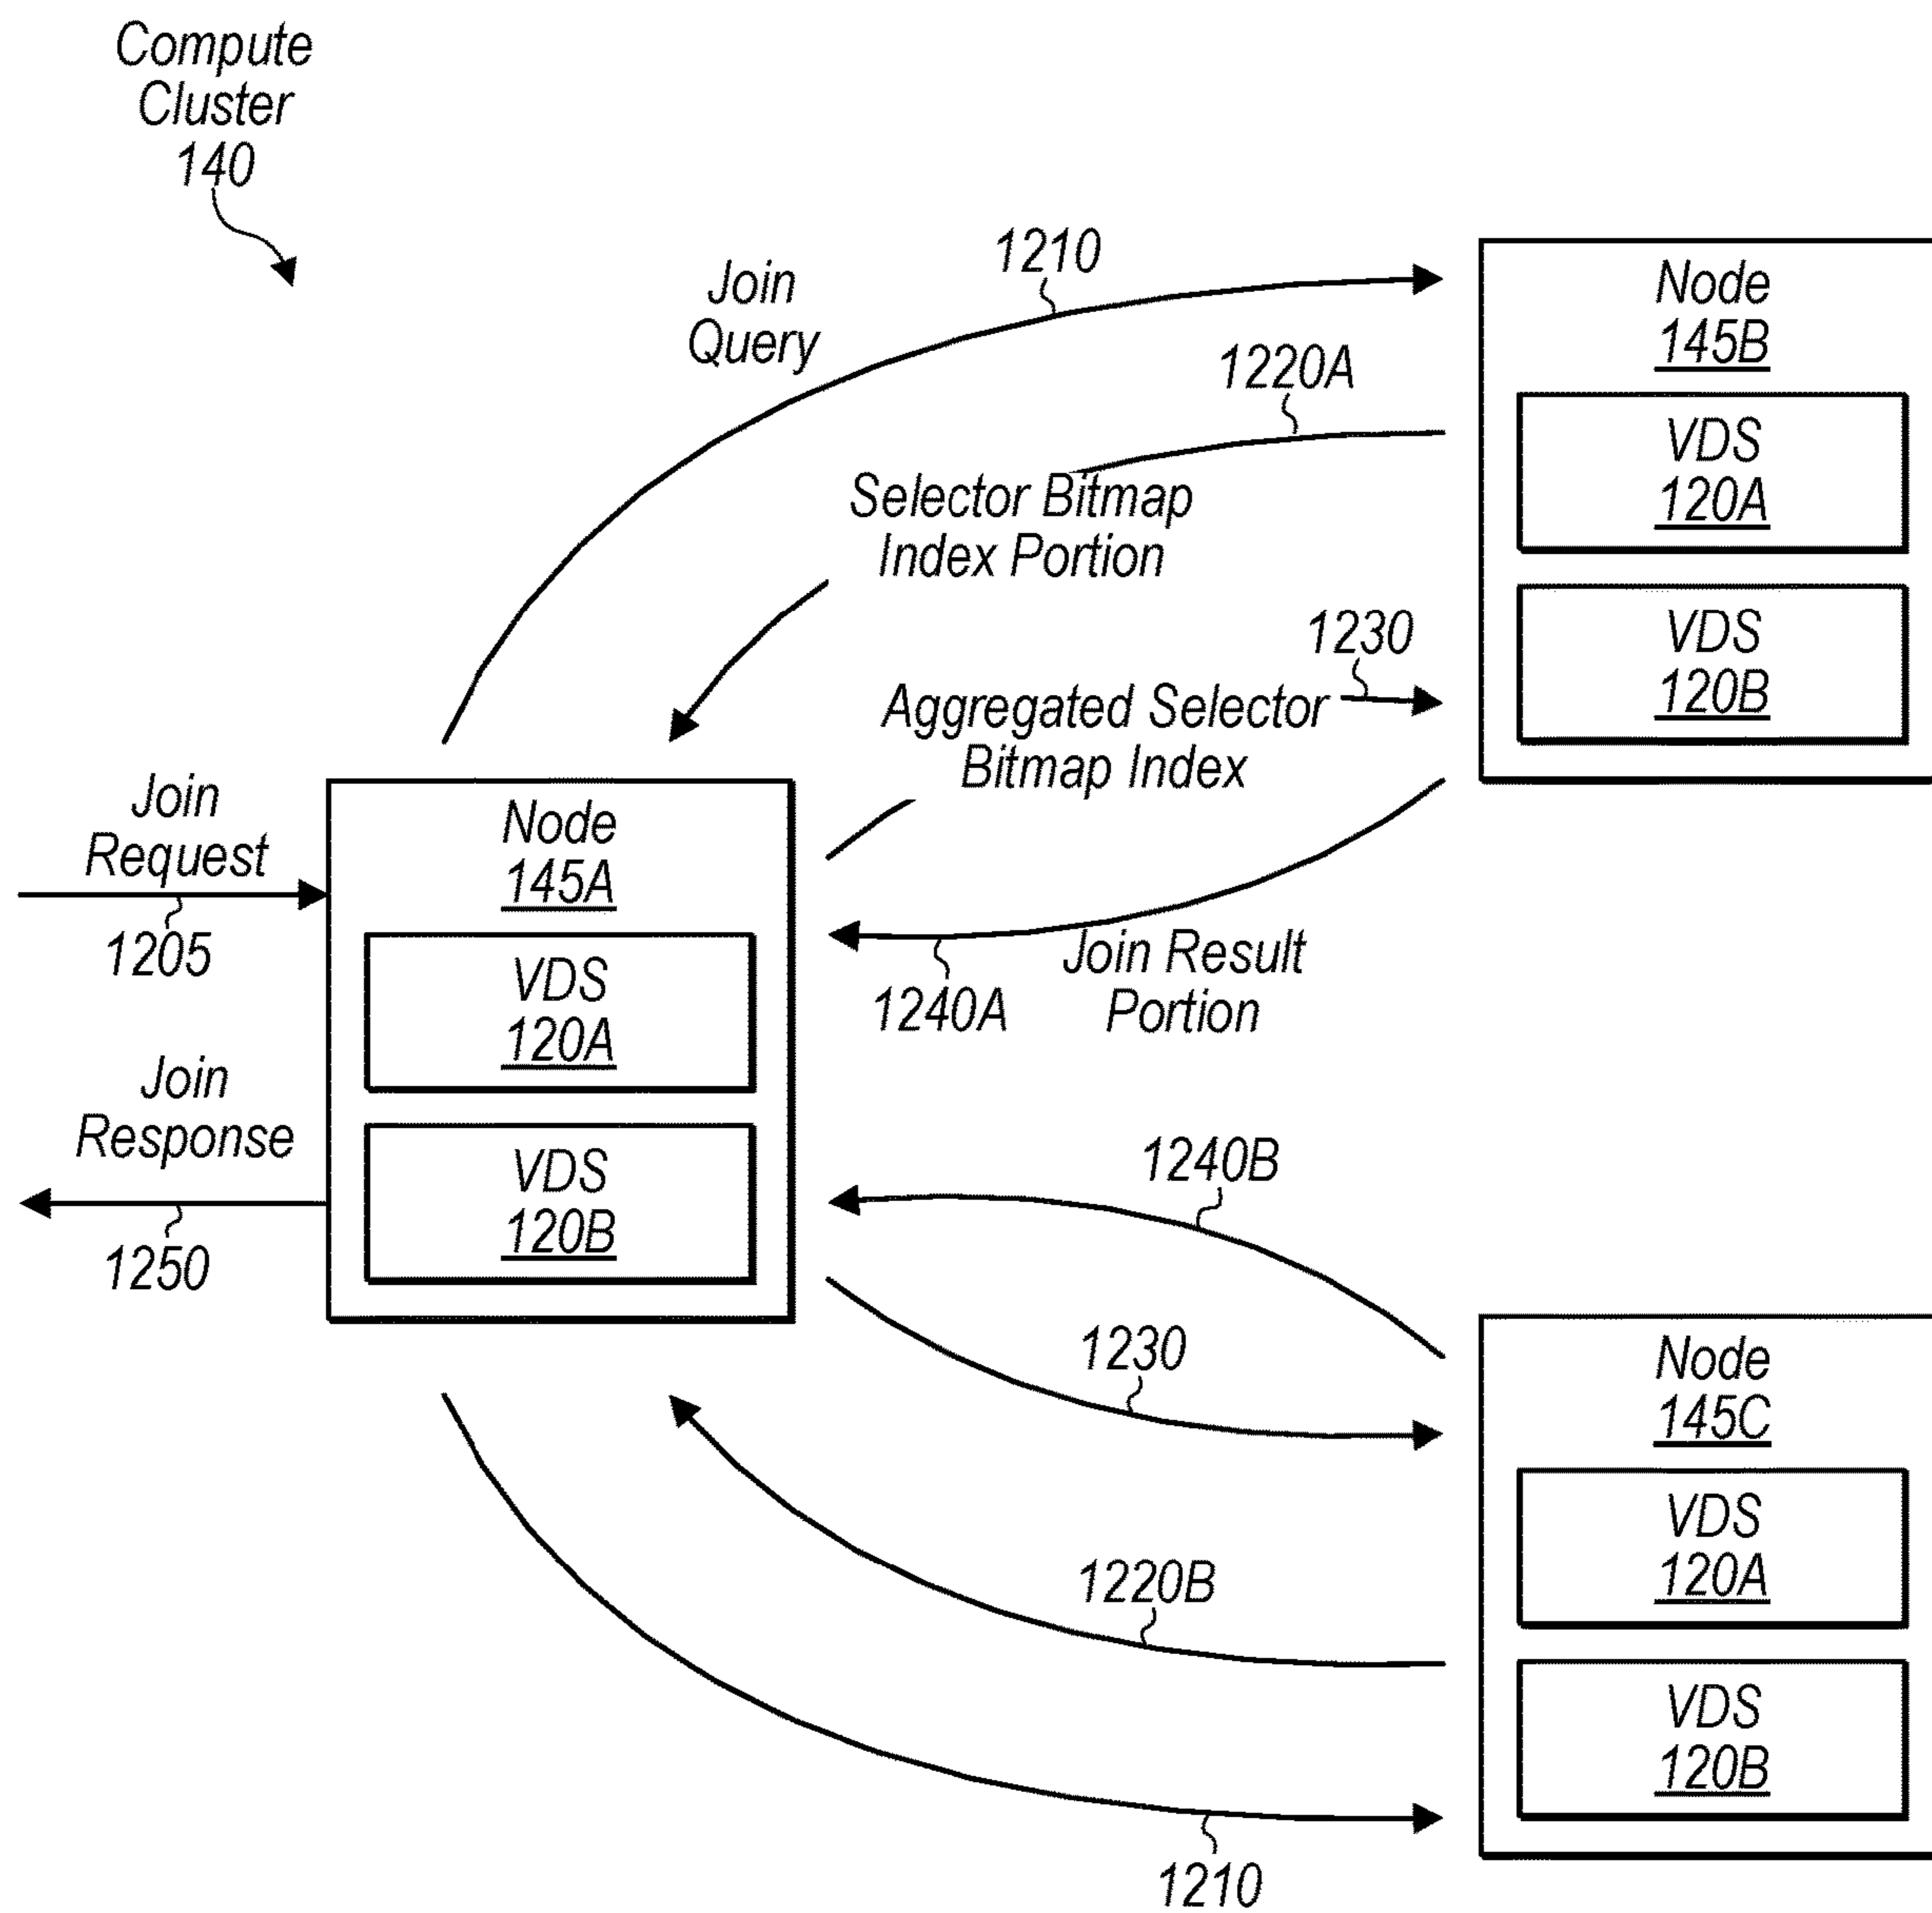 Compute
Cluster
140
Join
Query
1210
1220A
Selector Bitmap
Index Portion
1230
Aggregated Selector
Bitmap Index
Node
145B
VDS
120A
VDS
120B
Join
Request
1205
Node
145A
VDS
120A
VDS
120B
1240A
Join Result
Portion
Join
Response
1250
1240B
1230
1220B
1210
Node
145C
VDS
120A
VDS
120B